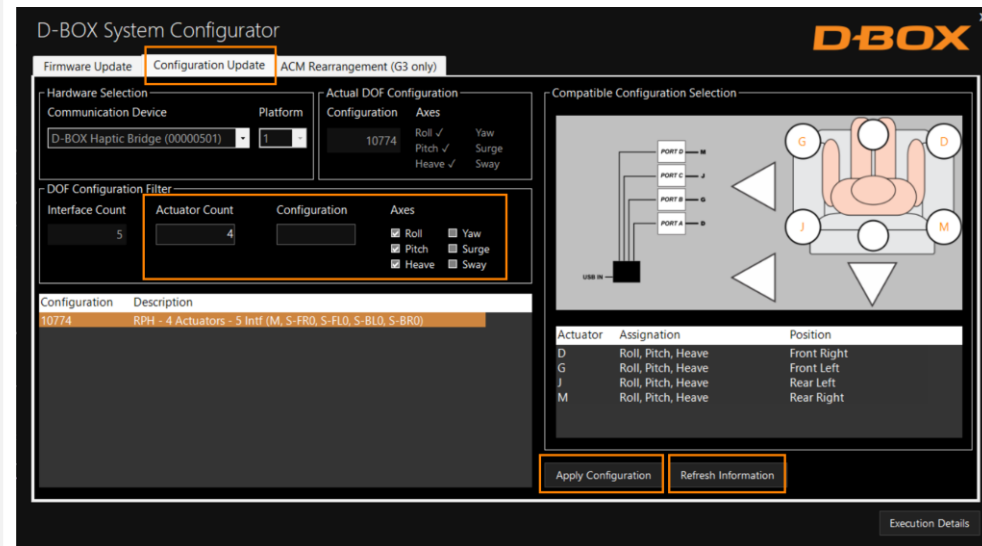 D-BOX System Configurator
D-BOX
Firmware Update
Configuration Update
ACM Rearrangement (G3 only)
Hardware Selection
Communication Device
Platform
D-BOX Haptic Bridge (00000501)
1
Actual DOF Configuration
Configuration
Axes
10774
Roll ✓
Yaw
Pitch ✓
Surge
Heave ✓
Sway
DOF Configuration Filter
Interface Count
Actuator Count
Configuration
Axes
5
4
Roll
Yaw
Pitch
Surge
Heave
Sway
Configuration
Description
10774
RPH - 4 Actuators - 5 Intf (M, S-FR0, S-FL0, S-BL0, S-BR0)
Compatible Configuration Selection
PORT D
M
PORT C
J
PORT B
G
PORT A
D
USB IN
G
D
J
M
Actuator Assignation Position
D Roll, Pitch, Heave Front Right
G Roll, Pitch, Heave Front Left
J Roll, Pitch, Heave Rear Left
M Roll, Pitch, Heave Rear Right
Apply Configuration
Refresh Information
Execution Details